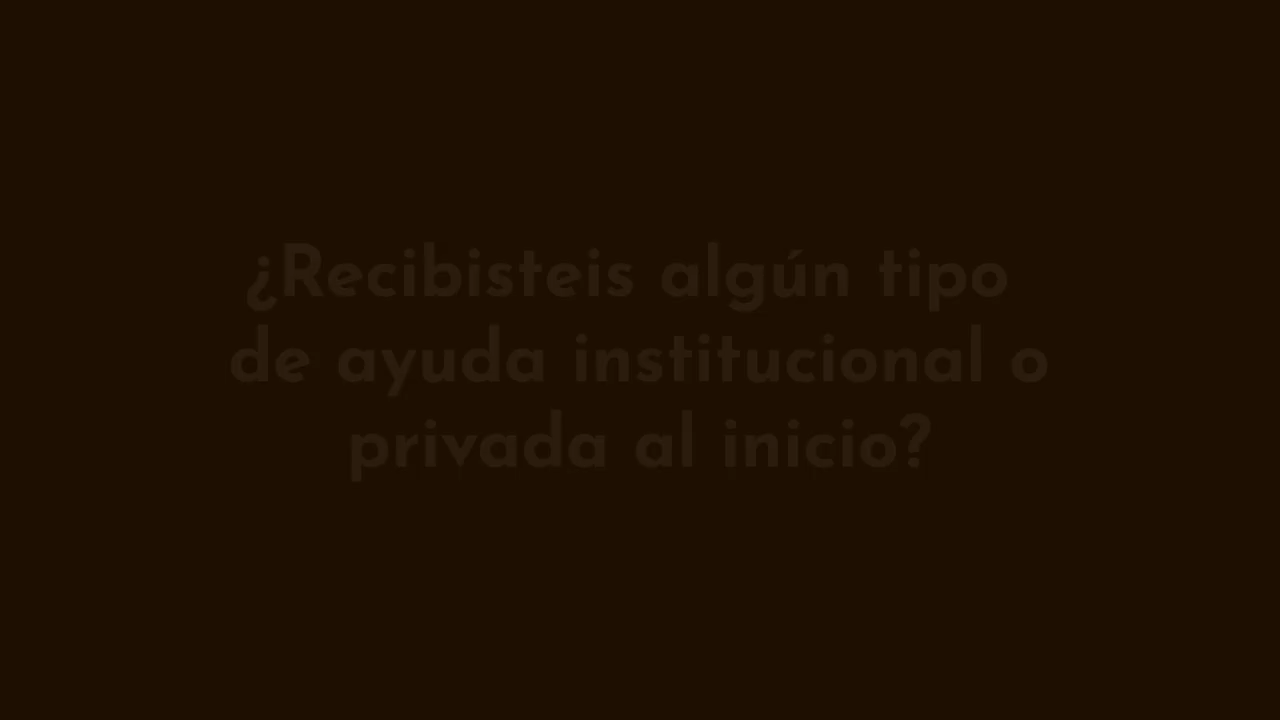 ¿Recibisteis algún tipo
de ayuda institucional o
privada al inicio?